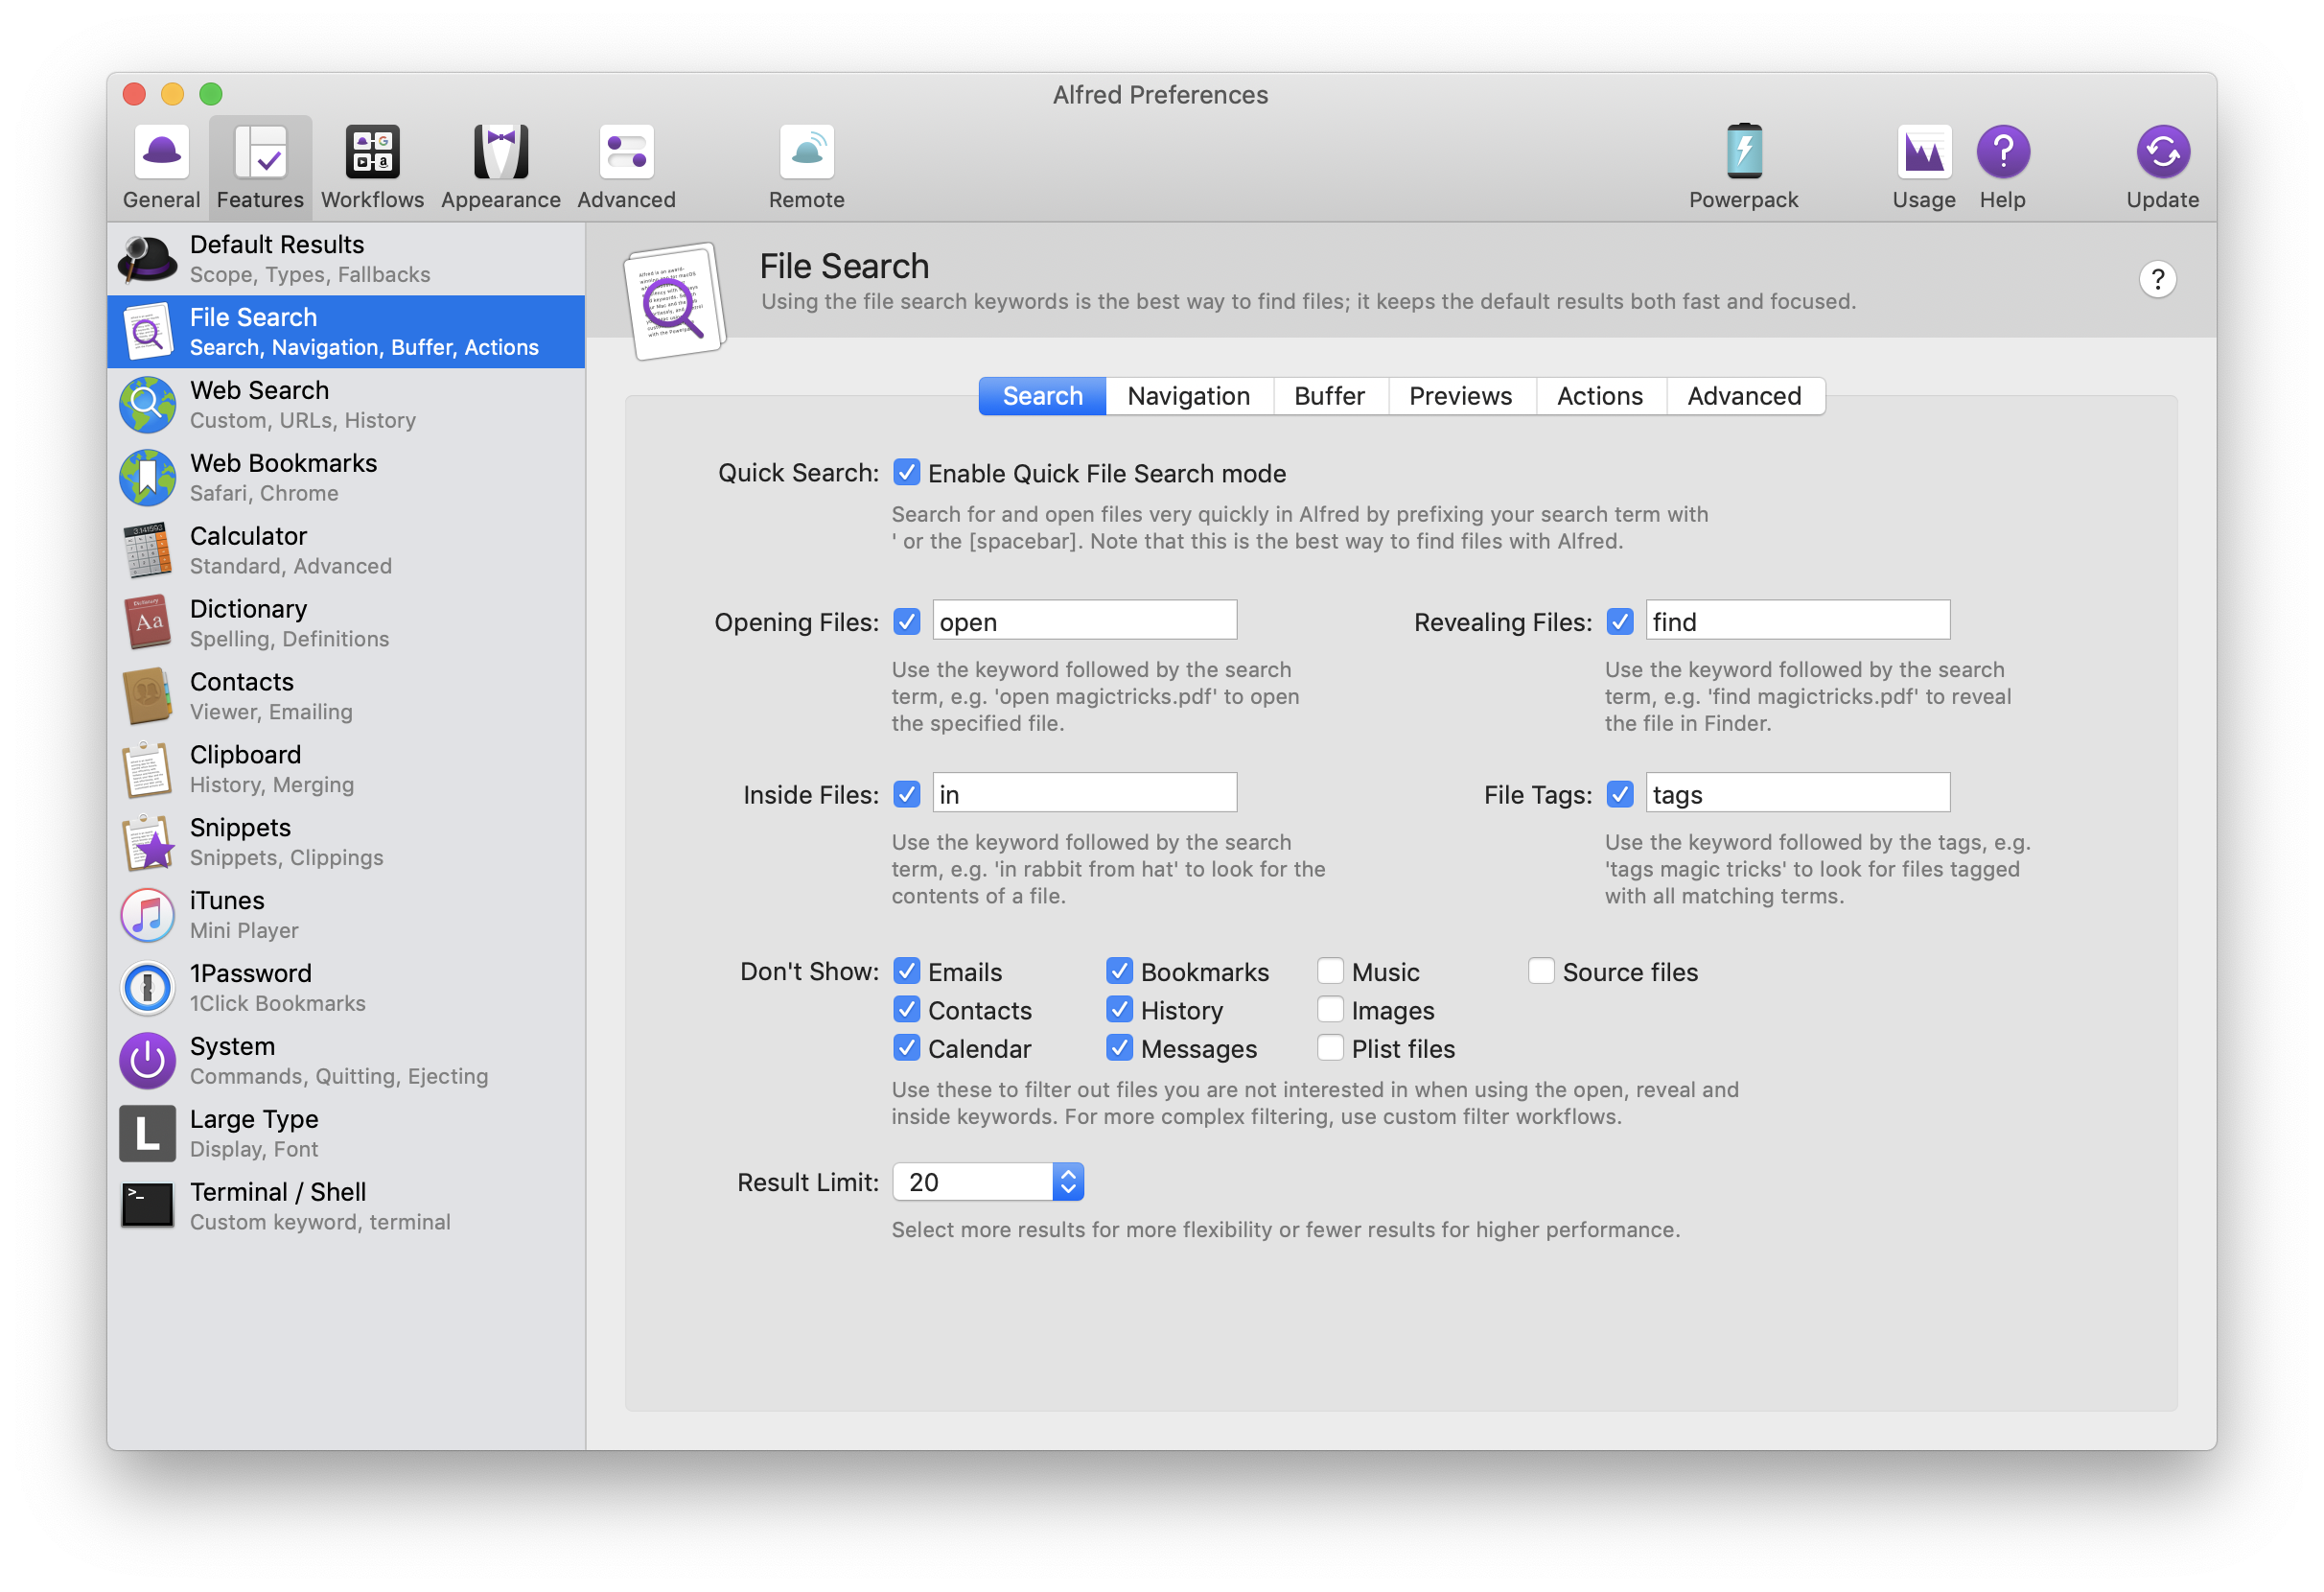 Alfred Preferences
General
Features
Workflows
Appearance
Advanced
Remote
Powerpack
Usage
Help
Update
Default Results
Scope, Types, Fallbacks
File Search
Search, Navigation, Buffer, Actions
Web Search
Custom, URLs, History
Web Bookmarks
Safari, Chrome
Calculator
Standard, Advanced
Dictionary
Spelling, Definitions
Contacts
Viewer, Emailing
Clipboard
History, Merging
Snippets
Snippets, Clippings
iTunes
Mini Player
1Password
1Click Bookmarks
System
Commands, Quitting, Ejecting
L
Large Type
Display, Font
>_
Terminal / Shell
Custom keyword, terminal
File Search
Using the file search keywords is the best way to find files; it keeps the default results both fast and focused.
?
Search
Navigation
Buffer
Previews
Actions
Advanced
Quick Search: Enable Quick File Search mode
Search for and open files very quickly in Alfred by prefixing your search term with
' or the [spacebar]. Note that this is the best way to find files with Alfred.
Opening Files: open
Use the keyword followed by the search
term, e.g. 'open magictricks.pdf' to open
the specified file.
Revealing Files: find
Use the keyword followed by the search
term, e.g. 'find magictricks.pdf' to reveal
the file in Finder.
Inside Files: in
Use the keyword followed by the search
term, e.g. 'in rabbit from hat' to look for the
contents of a file.
File Tags: tags
Use the keyword followed by the tags, e.g.
'tags magic tricks' to look for files tagged
with all matching terms.
Don't Show: Emails Bookmarks Music Source files
Contacts History Images
Calendar Messages Plist files
Use these to filter out files you are not interested in when using the open, reveal and
inside keywords. For more complex filtering, use custom filter workflows.
Result Limit: 20
Select more results for more flexibility or fewer results for higher performance.